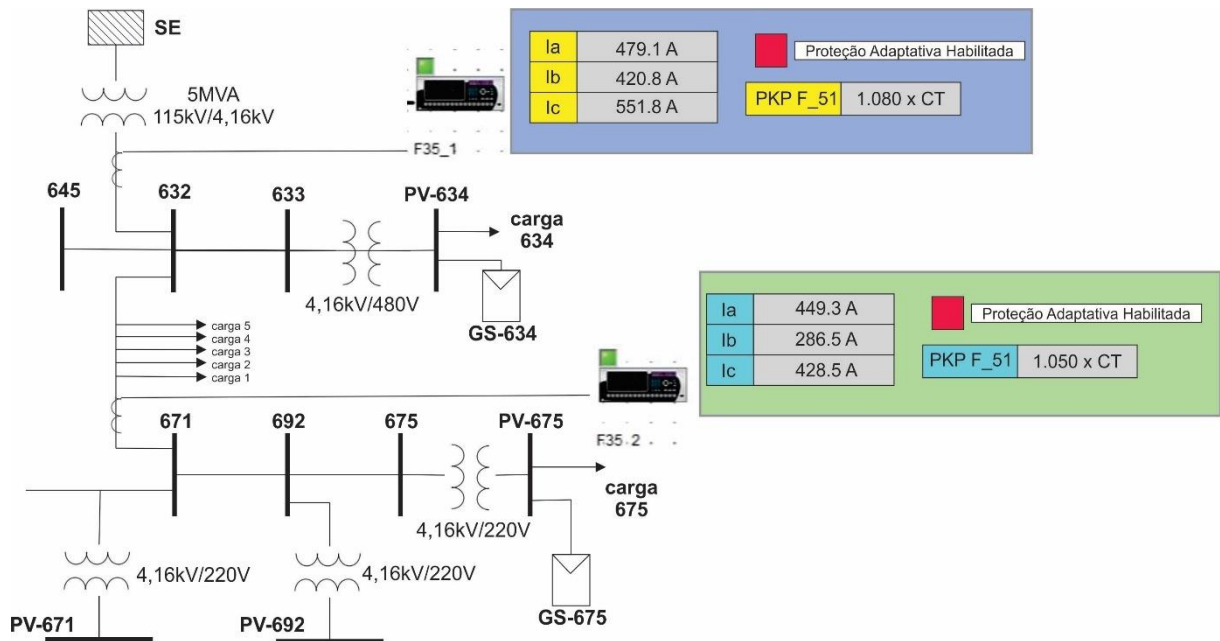 SE
5MVA
115kV/4,16kV
F35_1
Ia 479.1 A
Ib 420.8 A
Ic 551.8 A
Proteção Adaptativa Habilitada
PKP F_51 1.080 x CT
645
632
633
PV-634
carga
634
4,16kV/480V
GS-634
carga 5
carga 4
carga 3
carga 2
carga 1
Ia 449.3 A
Ib 286.5 A
Ic 428.5 A
Proteção Adaptativa Habilitada
PKP F_51 1.050 x CT
F35_2
671
692
675
PV-675
carga
675
4,16kV/220V
4,16kV/220V
4,16kV/220V
GS-675
PV-671
PV-692